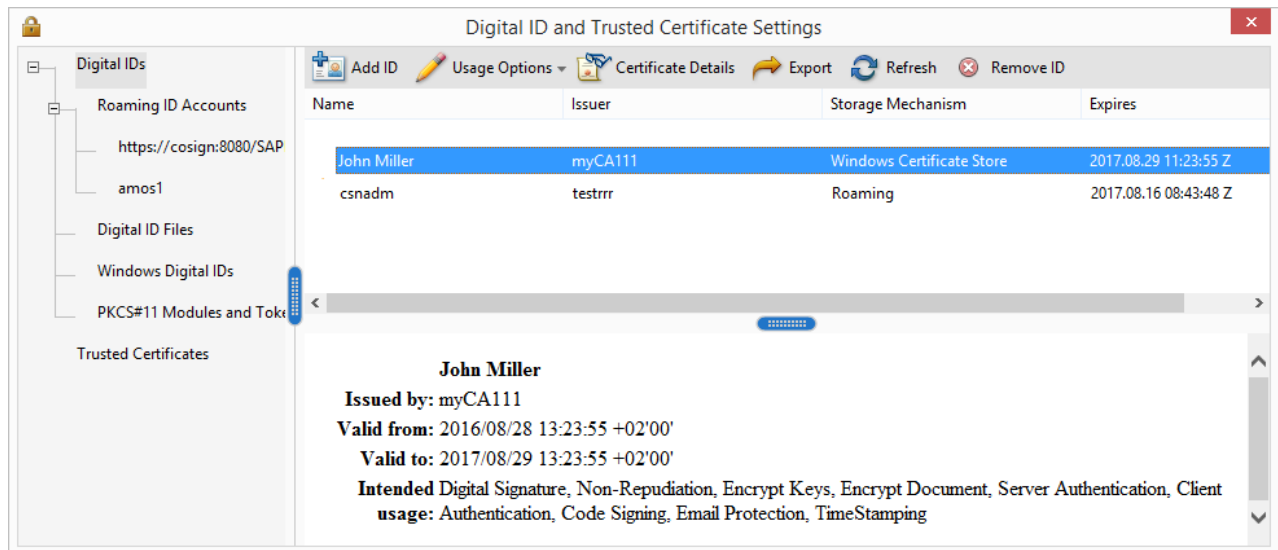 Digital ID and Trusted Certificate Settings
Digital IDs
Roaming ID Accounts
https://cosign:8080/SAP
amos1
Digital ID Files
Windows Digital IDs
PKCS#11 Modules and Toke
Trusted Certificates
Add ID Usage Options Certificate Details Export Refresh Remove ID
Name Issuer Storage Mechanism Expires
John Miller myCA111 Windows Certificate Store 2017.08.29 11:23:55 Z
csnadm testrrr Roaming 2017.08.16 08:43:48 Z
John Miller
Issued by: myCA111
Valid from: 2016/08/28 13:23:55 +02'00'
Valid to: 2017/08/29 13:23:55 +02'00'
Intended Digital Signature, Non-Repudiation, Encrypt Keys, Encrypt Document, Server Authentication, Client
usage: Authentication, Code Signing, Email Protection, TimeStamping